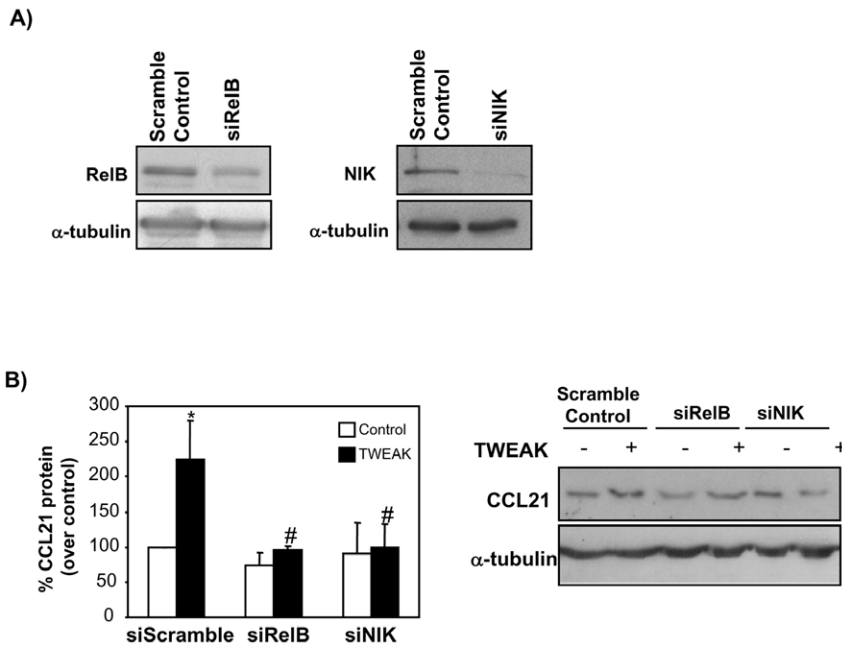 A)
Scramble
Control
siRelB
RelB
α-tubulin
Scramble
Control
siNIK
NIK
α-tubulin
B)
% CCL21 protein
(over control)
300
250
200
150
100
50
0
*
#
#
Control
TWEAK
siScramble siRelB siNIK
Scramble
Control siRelB siNIK
TWEAK - + - + - +
CCL21
α-tubulin